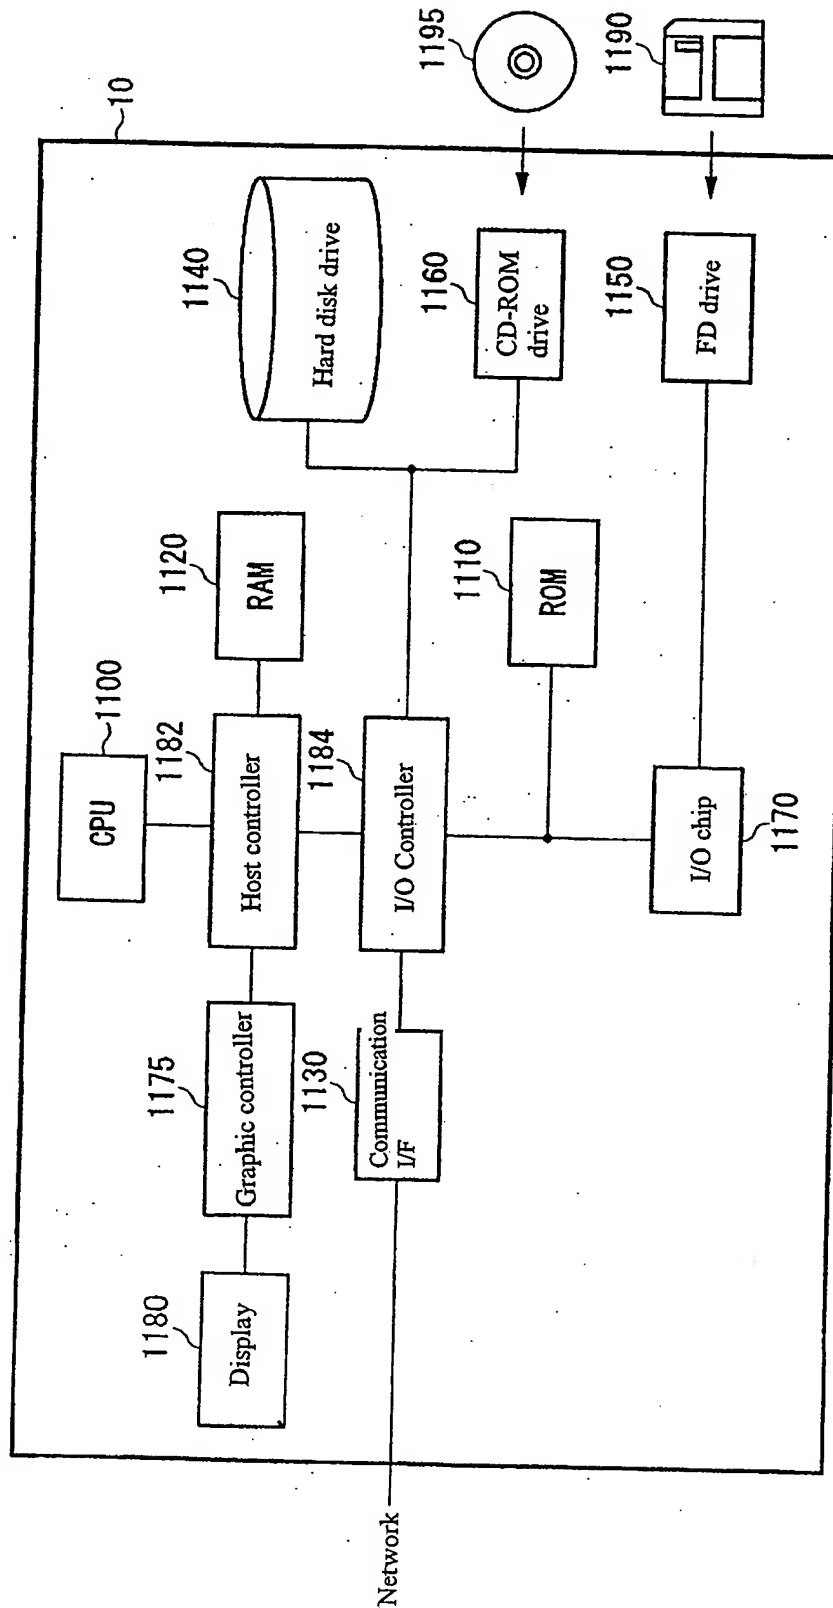 10
1100
CPU
1180
Display
1175
Graphic controller
1182
Host controller
1120
RAM
1140
Hard disk drive
1130
Communication
I/F
1184
I/O Controller
1110
ROM
1160
CD-ROM
drive
1195
Network
I/O chip
1170
1150
FD drive
1190